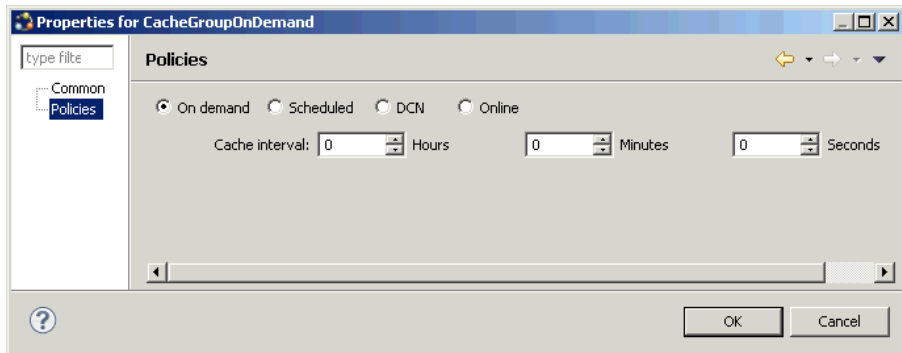 Properties for CacheGroupOnDemand
type filte
Policies
Common
Policies
On demand Scheduled DCN Online
Cache interval: 0 Hours 0 Minutes 0 Seconds
?
OK Cancel